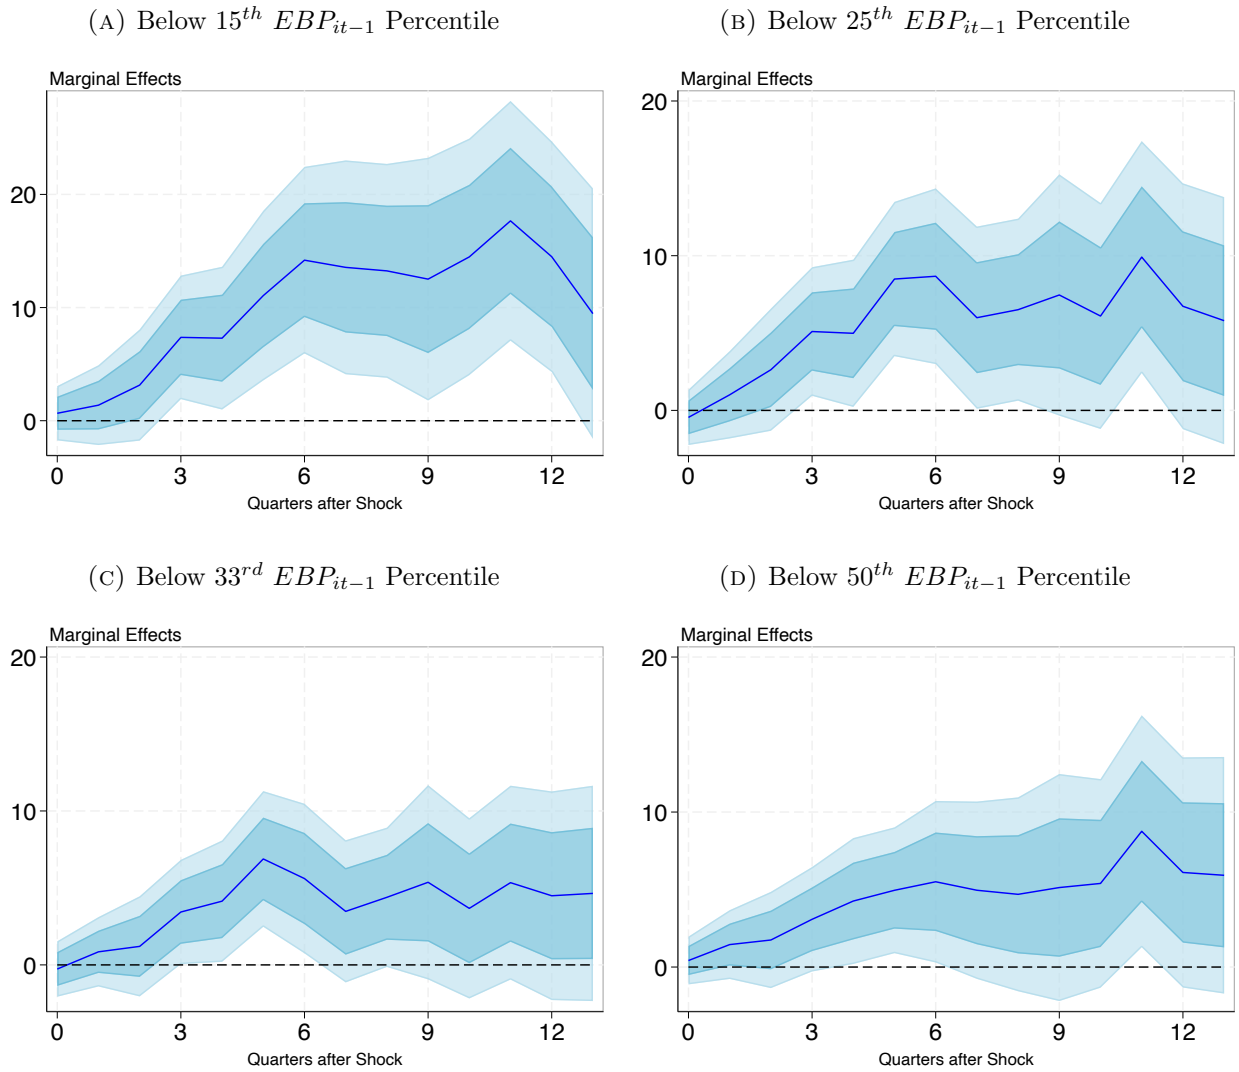 (A) Below 15th EBPit−1 Percentile
Marginal Effects
20
10
0
0 3 6 9 12
Quarters after Shock
(B) Below 25th EBPit−1 Percentile
Marginal Effects
20
10
0
0 3 6 9 12
Quarters after Shock
(C) Below 33rd EBPit−1 Percentile
Marginal Effects
20
10
0
0 3 6 9 12
Quarters after Shock
(D) Below 50th EBPit−1 Percentile
Marginal Effects
20
10
0
0 3 6 9 12
Quarters after Shock